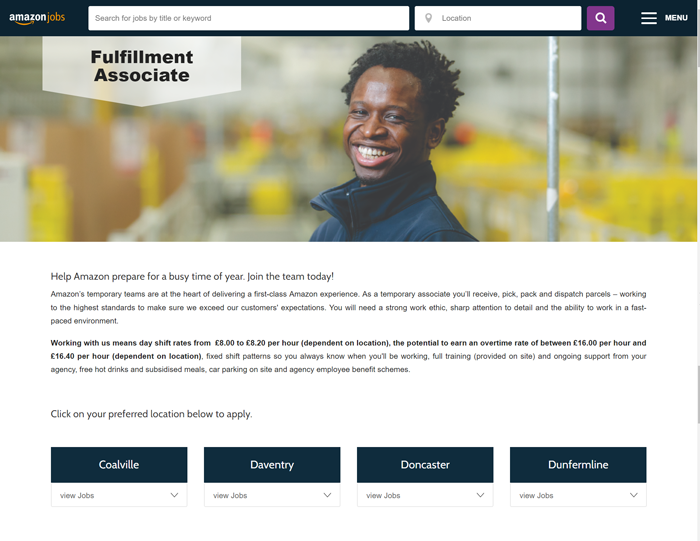 amazonjobs
Search for jobs by title or keyword
Location
MENU
Fulfillment
Associate
Help Amazon prepare for a busy time of year. Join the team today!
Amazon's temporary teams are at the heart of delivering a first-class Amazon experience. As a temporary associate you'll receive, pick, pack and dispatch parcels – working
to the highest standards to make sure we exceed our customers' expectations. You will need a strong work ethic, sharp attention to detail and the ability to work in a fast-
paced environment.
Working with us means day shift rates from £8.00 to £8.20 per hour (dependent on location), the potential to earn an overtime rate of between £16.00 per hour and
£16.40 per hour (dependent on location), fixed shift patterns so you always know when you'll be working, full training (provided on site) and ongoing support from your
agency, free hot drinks and subsidised meals, car parking on site and agency employee benefit schemes.
Click on your preferred location below to apply.
Coalville
Daventry
Doncaster
Dunfermline
view Jobs
view Jobs
view Jobs
view Jobs